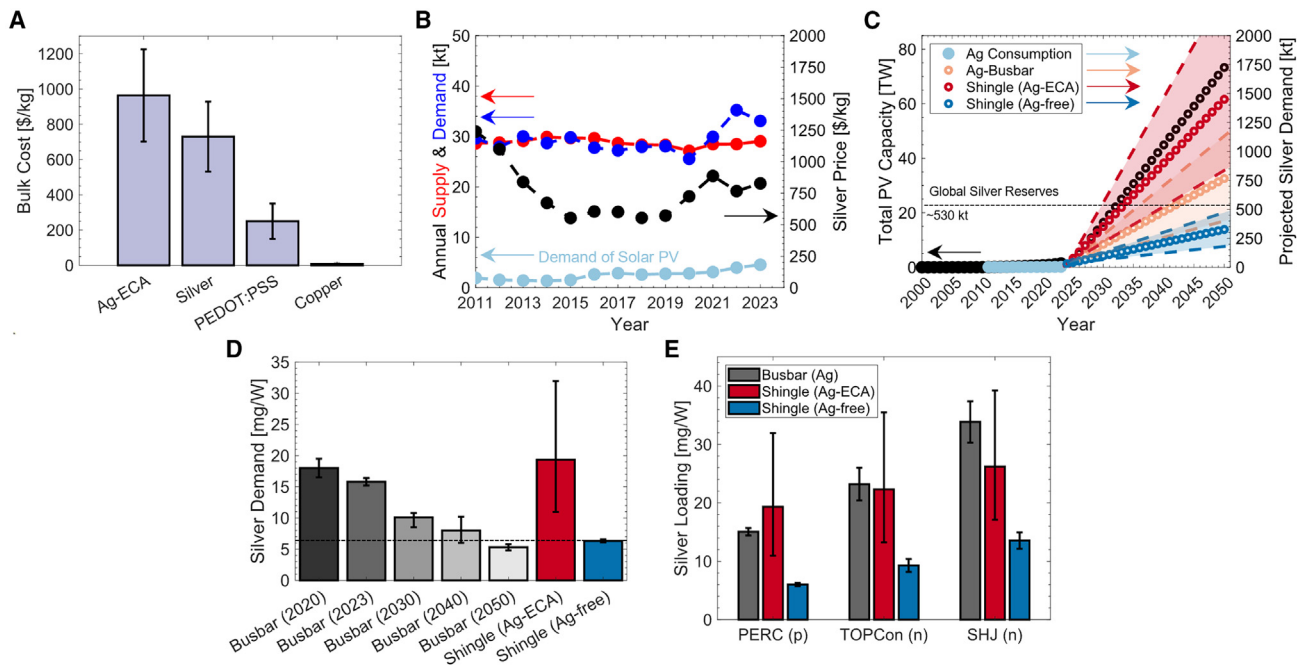 A
Bulk Cost [$/kg]
1200
1000
800
600
400
200
0
Ag-ECA
Silver
PEDOT:PSS
Copper
B
Annual Supply & Demand [kt]
50
40
30
20
10
0
Demand of Solar PV
2011 2013 2015 2017 2019 2021 2023
Year
2000
1750
1500
1250
1000
750
500
250
0
Silver Price [$/kg]
C
Total PV Capacity [TW]
80
60
40
20
0
Ag Consumption
Ag-Busbar
Shingle (Ag-ECA)
Shingle (Ag-free)
Global Silver Reserves
~530 kt
2000 2005 2010 2015 2020 2025 2030 2035 2040 2045 2050
Year
2000
1750
1500
1250
1000
750
500
250
0
Projected Silver Demand [kt]
D
Silver Demand [mg/W]
35
30
25
20
15
10
5
0
Busbar (2020)
Busbar (2023)
Busbar (2030)
Busbar (2040)
Busbar (2050)
Shingle (Ag-ECA)
Shingle (Ag-free)
E
Silver Loading [mg/W]
40
30
20
10
0
Busbar (Ag)
Shingle (Ag-ECA)
Shingle (Ag-free)
PERC (p)
TOPCon (n)
SHJ (n)